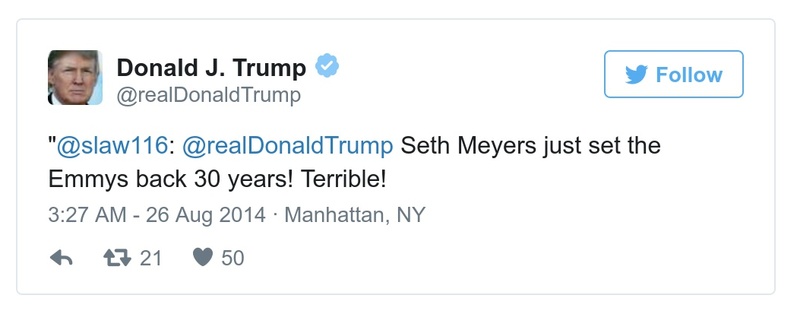 Donald J. Trump
@realDonaldTrump
Follow
"@slaw116: @realDonaldTrump Seth Meyers just set the
Emmys back 30 years! Terrible!
3:27 AM - 26 Aug 2014 · Manhattan, NY
21 50